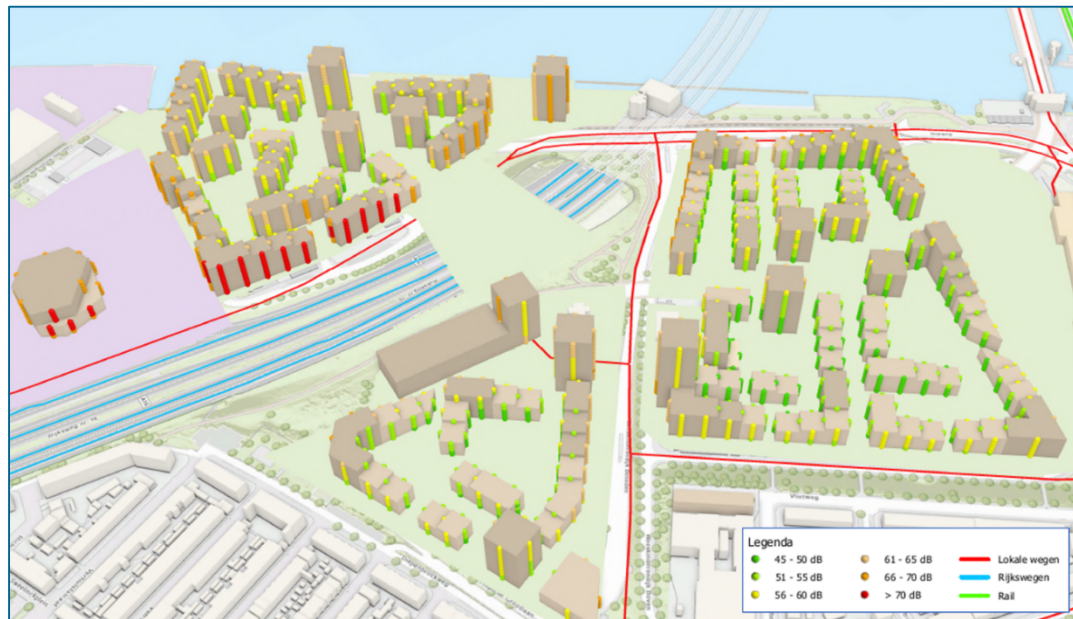 Vlotweg
Legenda
45 - 50 dB
51 - 55 dB
56 - 60 dB
61 - 65 dB
66 - 70 dB
> 70 dB
Lokale wegen
Rijkswegen
Rail